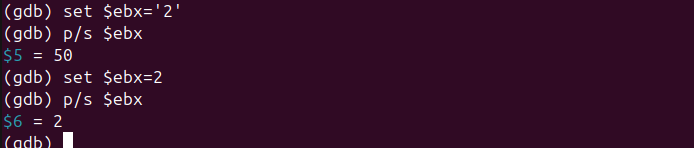 (gdb) set $ebx='2'
(gdb) p/s $ebx
$5 = 50
(gdb) set $ebx=2
(gdb) p/s $ebx
$6 = 2
(gdb)